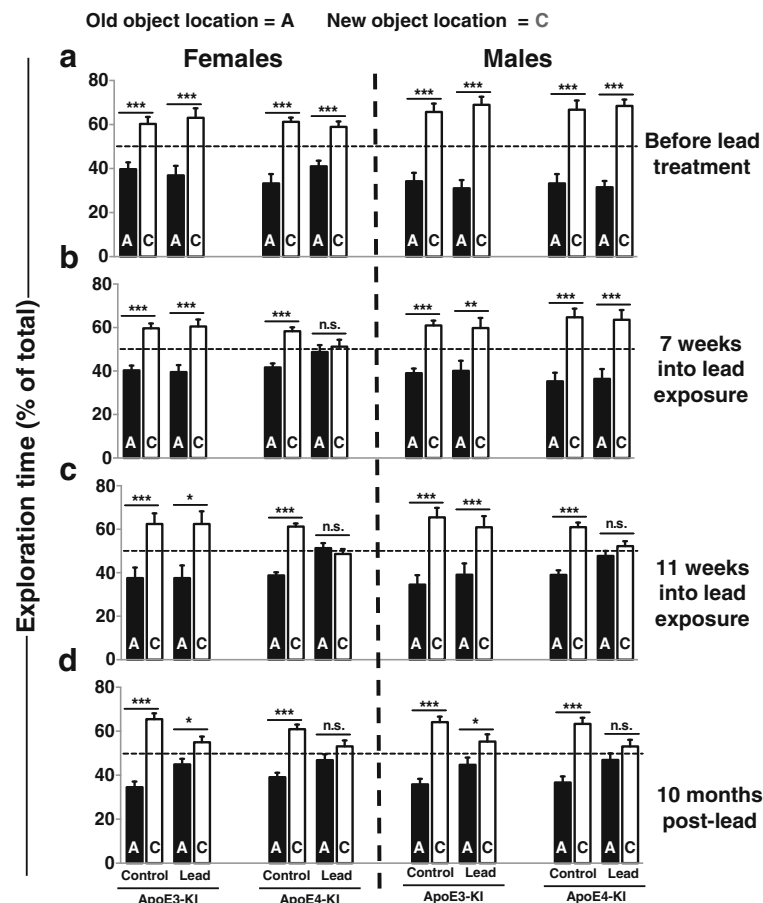 Old object location = A New object location = C
a Females Males
Exploration time (% of total)
80
60
40
20
0
*** *** *** *** *** *** *** ***
A C A C A C A C A C A C A C A C
Before lead
treatment
b
80
60
40
20
0
*** *** *** n.s. *** ** *** ***
A C A C A C A C A C A C A C A C
7 weeks
into lead
exposure
c
80
60
40
20
0
*** * *** n.s. *** *** *** n.s.
A C A C A C A C A C A C A C A C
11 weeks
into lead
exposure
d
80
60
40
20
0
*** * *** n.s. *** * *** n.s.
A C A C A C A C A C A C A C A C
10 months
post-lead
Control Lead Control Lead Control Lead Control Lead
ApoE3-KI ApoE4-KI ApoE3-KI ApoE4-KI